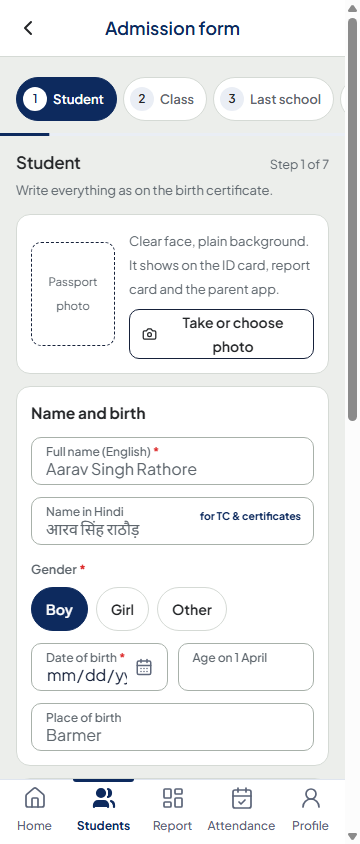 Admission form
1 Student
2 Class
3 Last school
Student
Step 1 of 7
Write everything as on the birth certificate.
Passport
photo
Clear face, plain background.
It shows on the ID card, report
card and the parent app.
Take or choose
photo
Name and birth
Full name (English) *
Aarav Singh Rathore
Name in Hindi
for TC & certificates
आरव सिंह राठौड़
Gender *
Boy
Girl
Other
Date of birth *
mm/dd/yy
Age on 1 April
Place of birth
Barmer
Home
Students
Report
Attendance
Profile